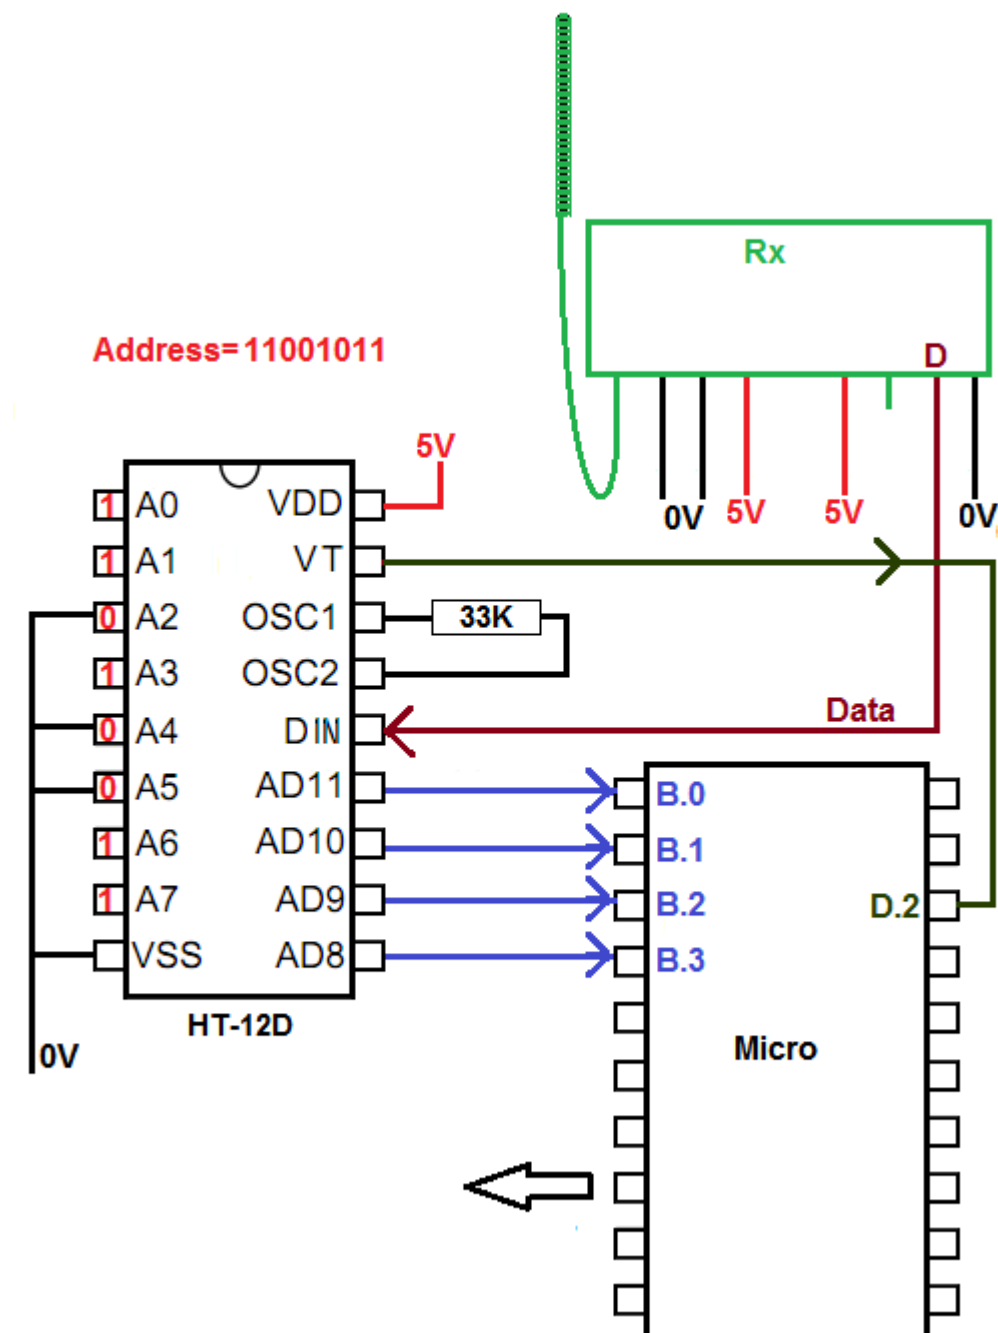 Rx
D
Address= 11001011
5V
0V 5V 5V 0V
1 A0 VDD
1 A1 VT
0 A2 OSC1 33K
1 A3 OSC2
0 A4 DIN Data
0 A5 AD11 B.0
1 A6 AD10 B.1
1 A7 AD9 B.2 D.2
VSS AD8 B.3
HT-12D
0V Micro